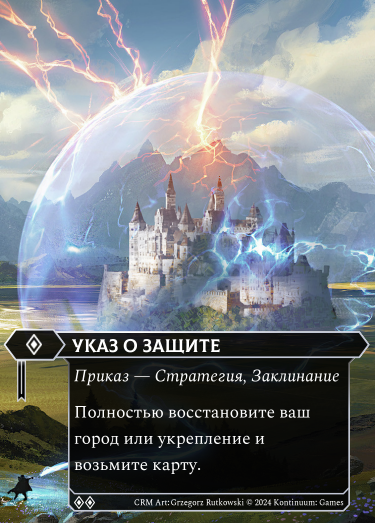 УКАЗ О ЗАЩИТЕ
Приказ — Стратегия, Заклинание
Полностью восстановите ваш
город или укрепление и
возьмите карту.
CRM Art: Grzegorz Rutkowski © 2024 Kontinuum: Games